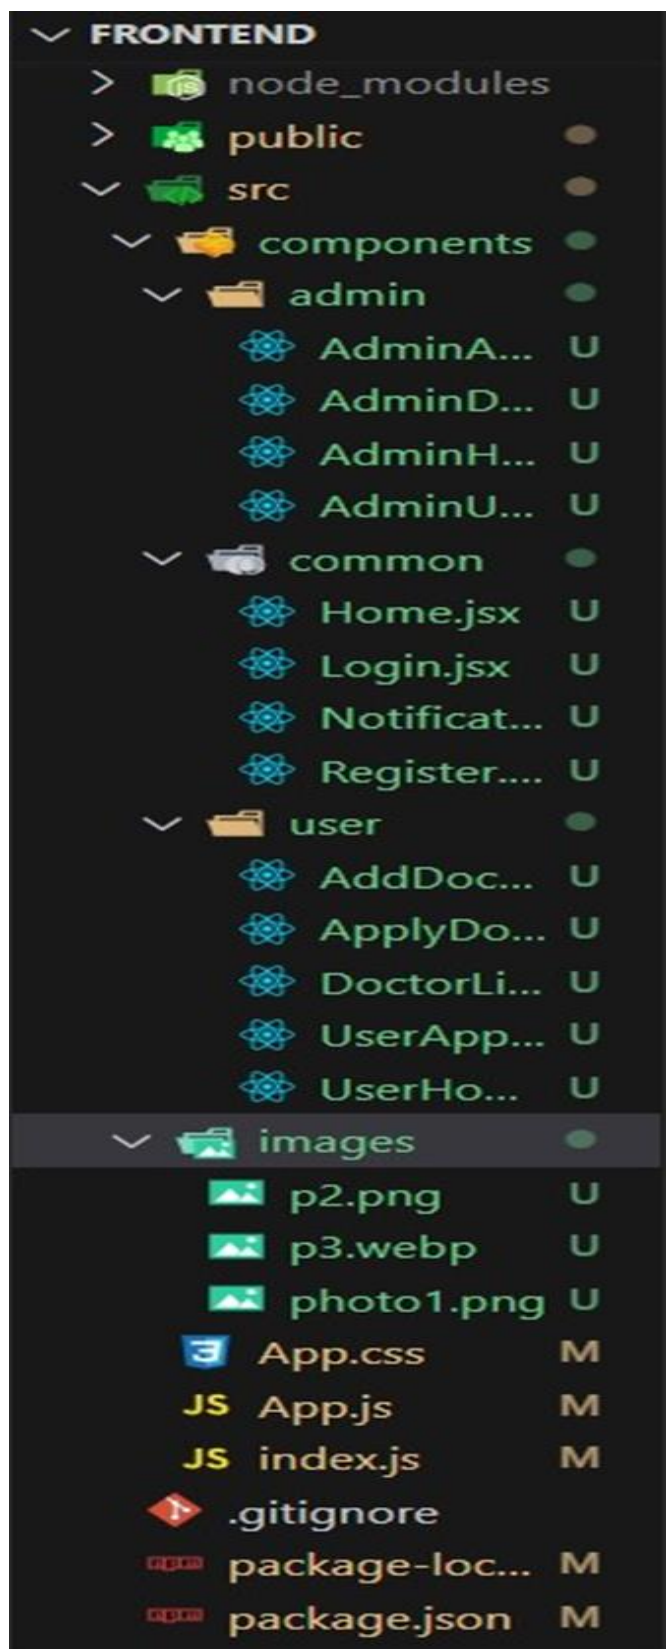 FRONTEND
node_modules
public
src
components
admin
AdminA... U
AdminD... U
AdminH... U
AdminU... U
common
Home.jsx U
Login.jsx U
Notificat... U
Register.... U
user
AddDoc... U
ApplyDo... U
DoctorLi... U
UserApp... U
UserHo... U
images
p2.png U
p3.webp U
photo1.png U
App.css M
JS App.js M
JS index.js M
.gitignore
npm package-loc... M
npm package.json M